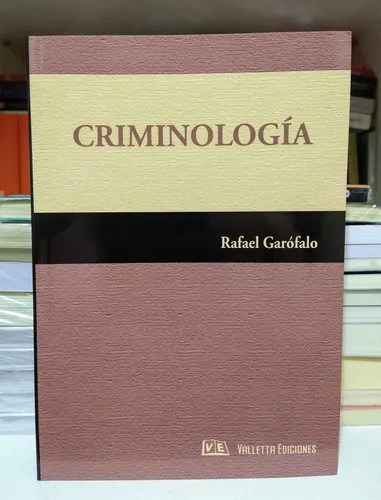 CRIMINOLOGÍA
Rafael Garófalo
VE VALLETTA EDICIONES